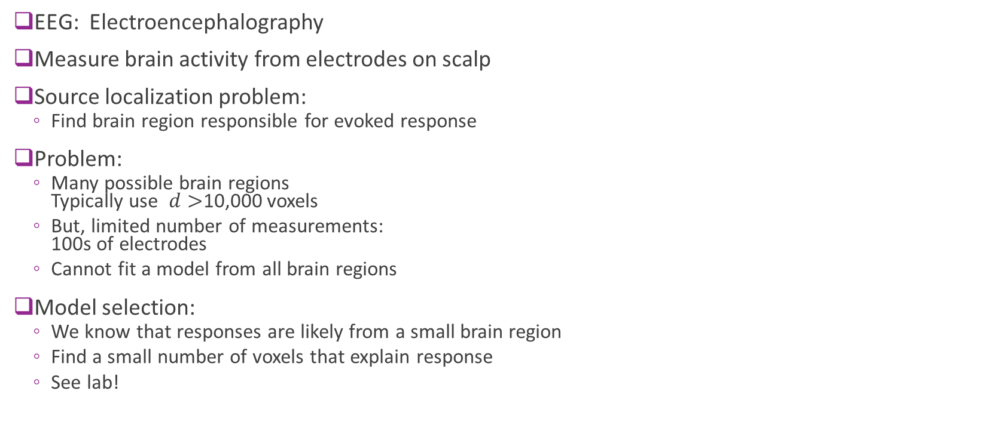 EEG: Electroencephalography
Measure brain activity from electrodes on scalp
Source localization problem:
Find brain region responsible for evoked response
Problem:
Many possible brain regions
Typically use d >10,000 voxels
But, limited number of measurements:
100s of electrodes
Cannot fit a model from all brain regions
Model selection:
We know that responses are likely from a small brain region
Find a small number of voxels that explain response
See lab!